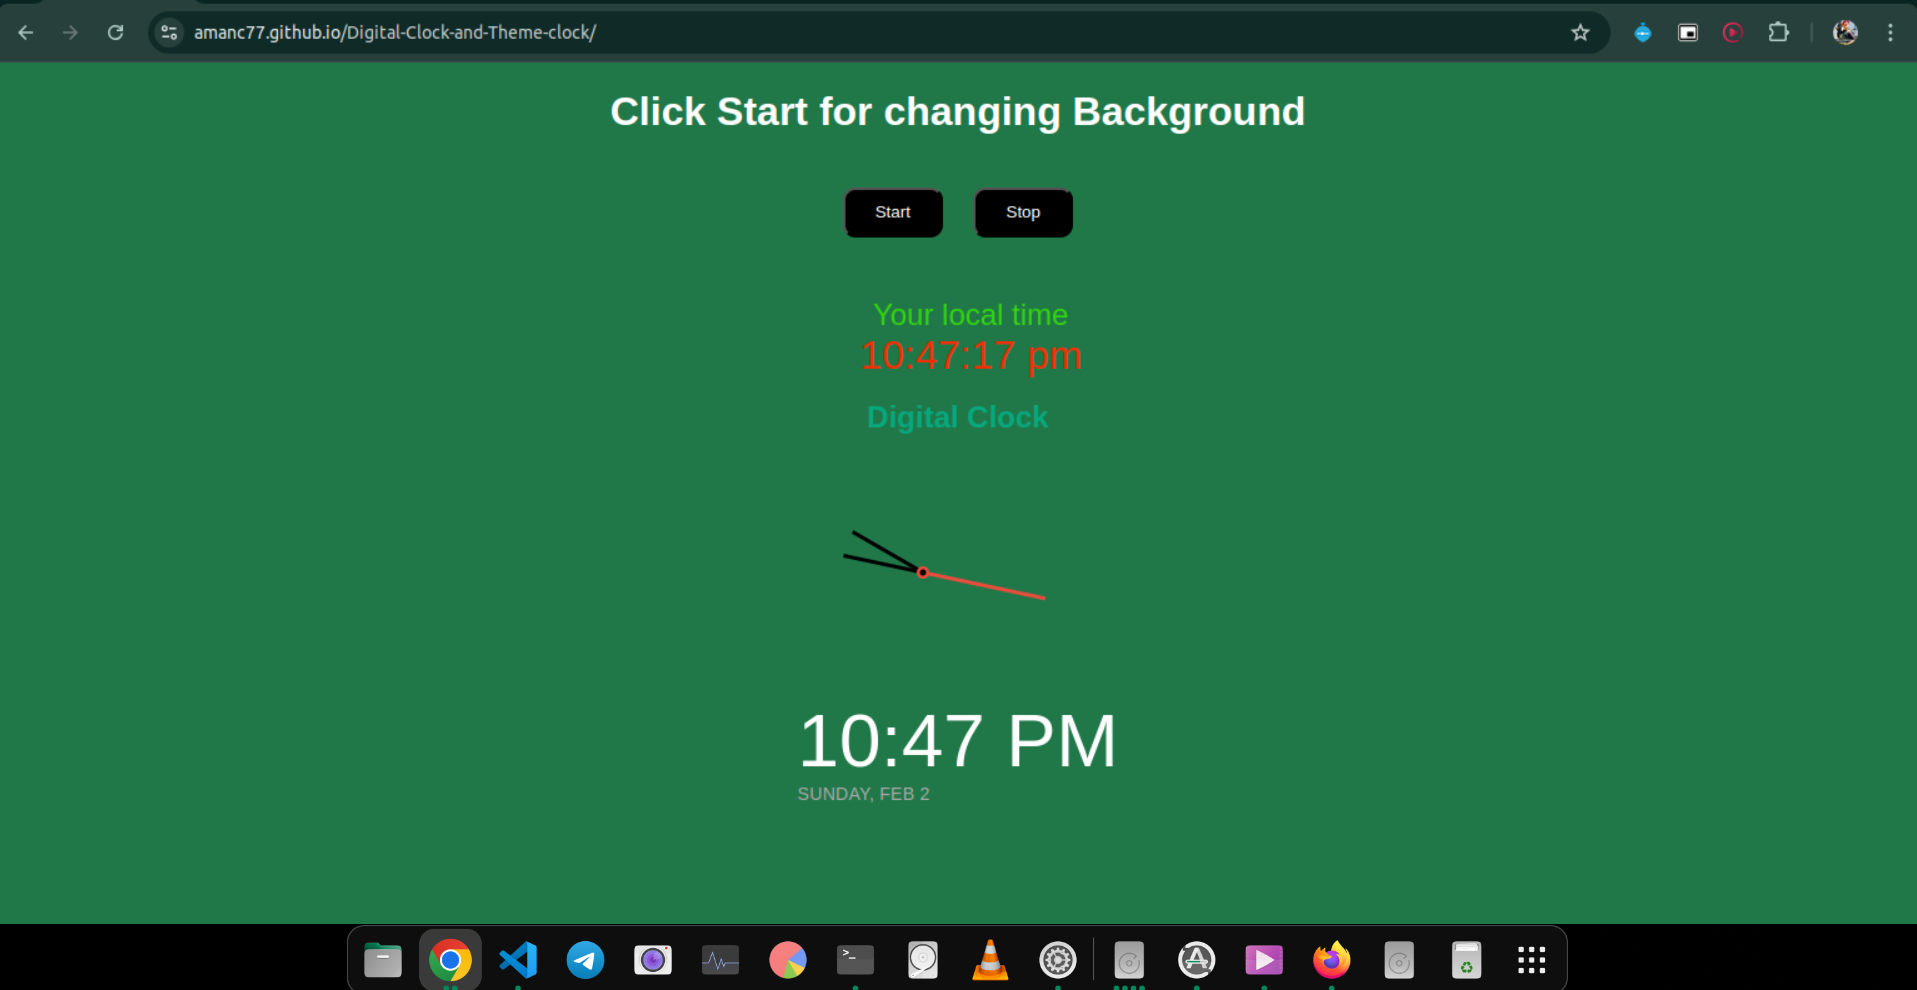 amanc77.github.io/Digital-Clock-and-Theme-clock/
Click Start for changing Background
Start Stop
Your local time
10:47:17 pm
Digital Clock
10:47 PM
SUNDAY, FEB 2
>_